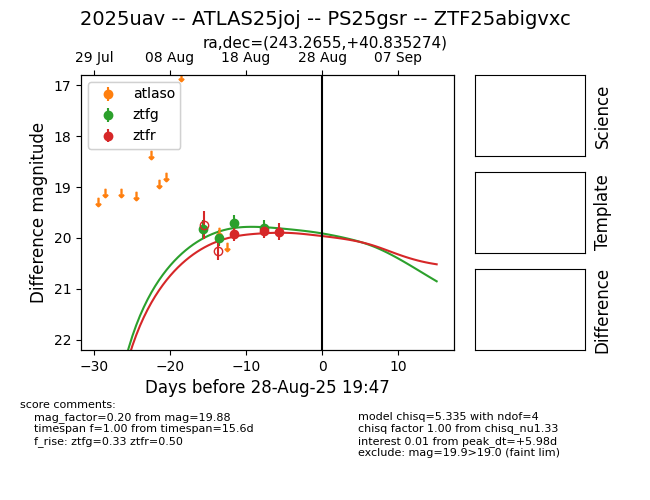 2025uav -- ATLAS25joj -- PS25gsr -- ZTF25abigvxc
ra,dec=(243.2655,+40.835274)
29 Jul 08 Aug 18 Aug 28 Aug 07 Sep
atlaso
ztfg
ztfr
17
18
19
20
21
22
Difference magnitude
−30 −20 −10 0 10
Days before 28-Aug-25 19:47
Science
Template
Difference
score comments:
mag_factor=0.20 from mag=19.88
timespan f=1.00 from timespan=15.6d
f_rise: ztfg=0.33 ztfr=0.50
model chisq=5.335 with ndof=4
chisq factor 1.00 from chisq_nu1.33
interest 0.01 from peak_dt=+5.98d
exclude: mag=19.9>19.0 (faint lim)